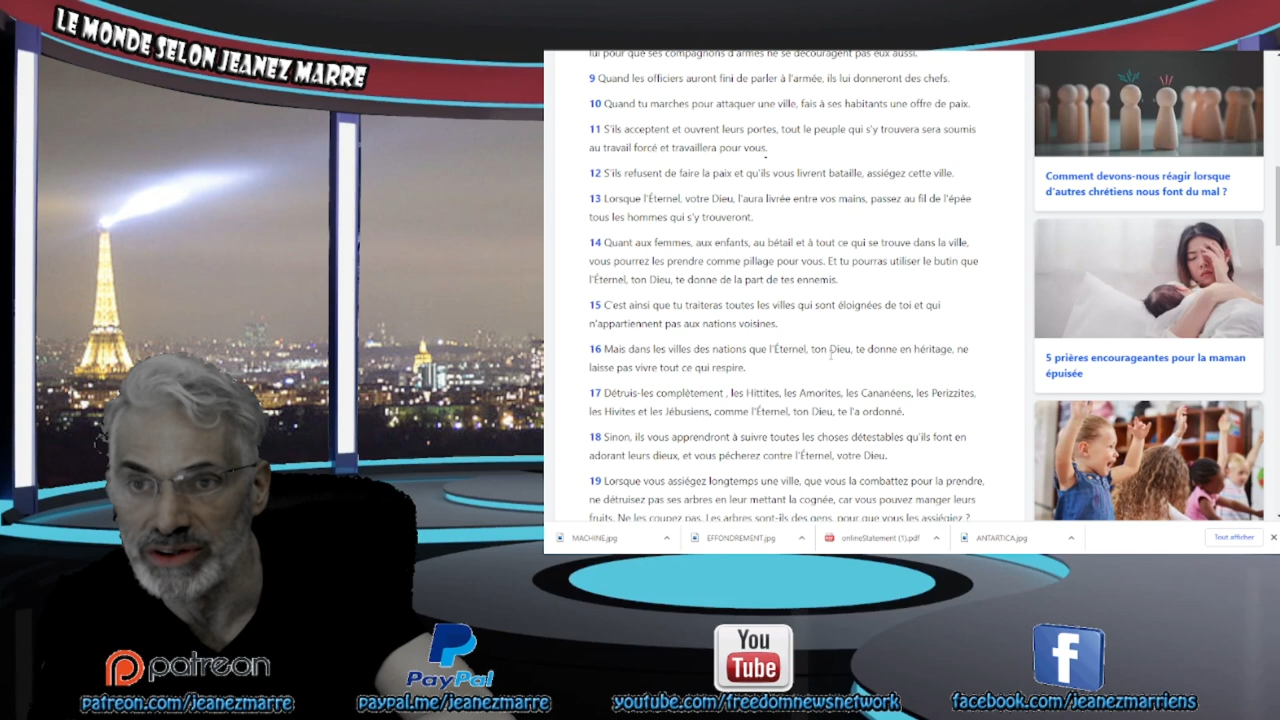 LE MONDE SELON JEANEZ MARRE
lui pour que ses compagnons d'armes ne se découragent pas eux aussi.
9 Quand les officiers auront fini de parler à l'armée, ils lui donneront des chefs.
10 Quand tu marches pour attaquer une ville, fais à ses habitants une offre de paix.
11 S'ils acceptent et ouvrent leurs portes, tout le peuple qui s'y trouvera sera soumis
au travail forcé et travaillera pour vous.
12 S'ils refusent de faire la paix et qu'ils vous livrent bataille, assiégez cette ville.
13 Lorsque l'Éternel, votre Dieu, l'aura livrée entre vos mains, passez au fil de l'épée
tous les hommes qui s'y trouveront.
14 Quant aux femmes, aux enfants, au bétail et à tout ce qui se trouve dans la ville,
vous pourrez les prendre comme pillage pour vous. Et tu pourras utiliser le butin que
l'Éternel, ton Dieu, te donne de la part de tes ennemis.
15 C'est ainsi que tu traiteras toutes les villes qui sont éloignées de toi et qui
n'appartiennent pas aux nations voisines.
16 Mais dans les villes des nations que l'Éternel, ton Dieu, te donne en héritage, ne
laisse pas vivre tout ce qui respire.
17 Détruis-les complètement , les Hittites, les Amorites, les Cananéens, les Perizzites,
les Hivites et les Jébusiens, comme l'Éternel, ton Dieu, te l'a ordonné.
18 Sinon, ils vous apprendront à suivre toutes les choses détestables qu'ils font en
adorant leurs dieux, et vous pécherez contre l'Éternel, votre Dieu.
19 Lorsque vous assiégez longtemps une ville, que vous la combattez pour la prendre,
ne détruisez pas ses arbres en leur mettant la cognée, car vous pouvez manger leurs
fruits. Ne les coupez pas. Les arbres sont-ils des gens, pour que vous les assiégiez ?
Comment devons-nous réagir lorsque
d'autres chrétiens nous font du mal ?
5 prières encourageantes pour la maman
épuisée
MACHINE.jpg
EFFONDREMENT.jpg
onlineStatement (1).pdf
ANTARTICA.jpg
Tout afficher
patreon
patreon.com/jeanezmarre
PayPal
paypal.me/jeanezmarre
You
Tube
youtube.com/freedomnewsnetwork
f
facebook.com/jeanezmarriens